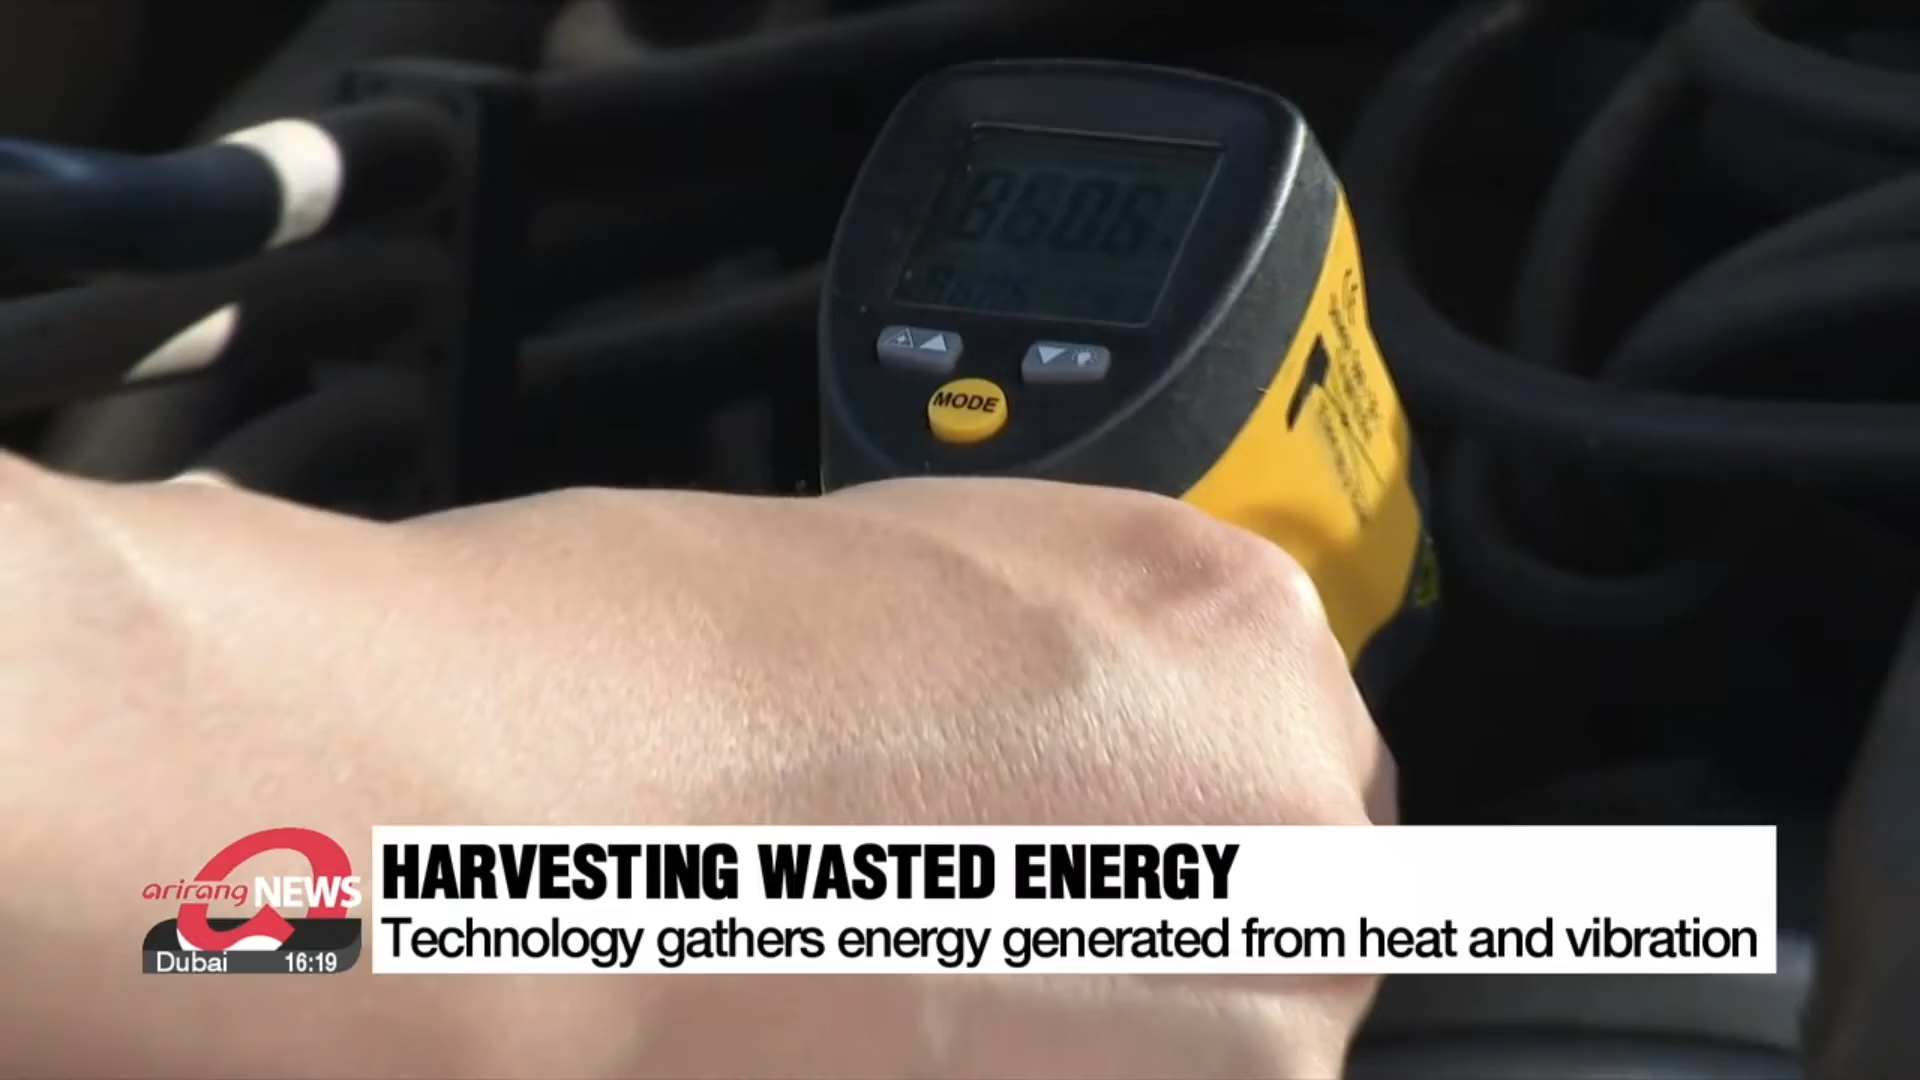 MODE
HARVESTING WASTED ENERGY
arirang NEWS
Technology gathers energy generated from heat and vibration
Dubai 16:19